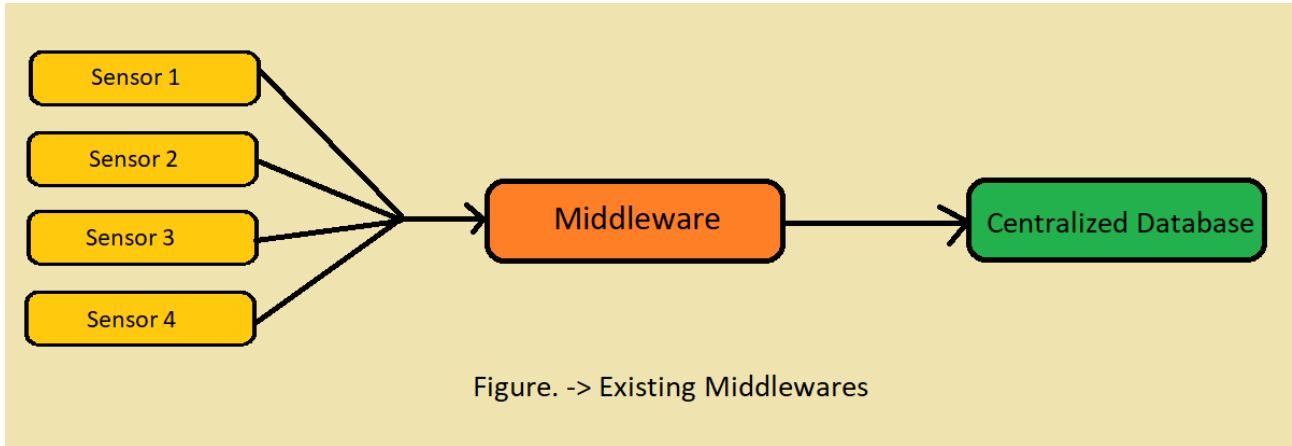 Sensor 1
Sensor 2
Sensor 3
Sensor 4
Middleware
Centralized Database
Figure. -> Existing Middlewares